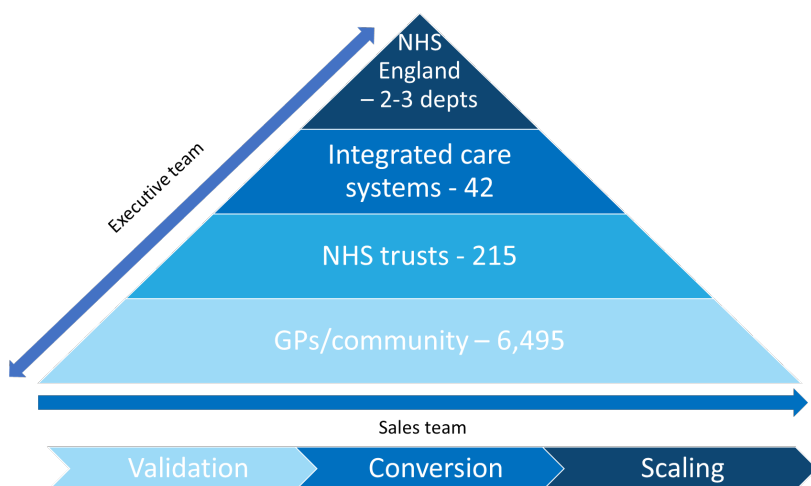 NHS
England
– 2-3 depts
Integrated care
systems - 42
NHS trusts - 215
GPs/community – 6,495
Executive team
Sales team
Validation
Conversion
Scaling